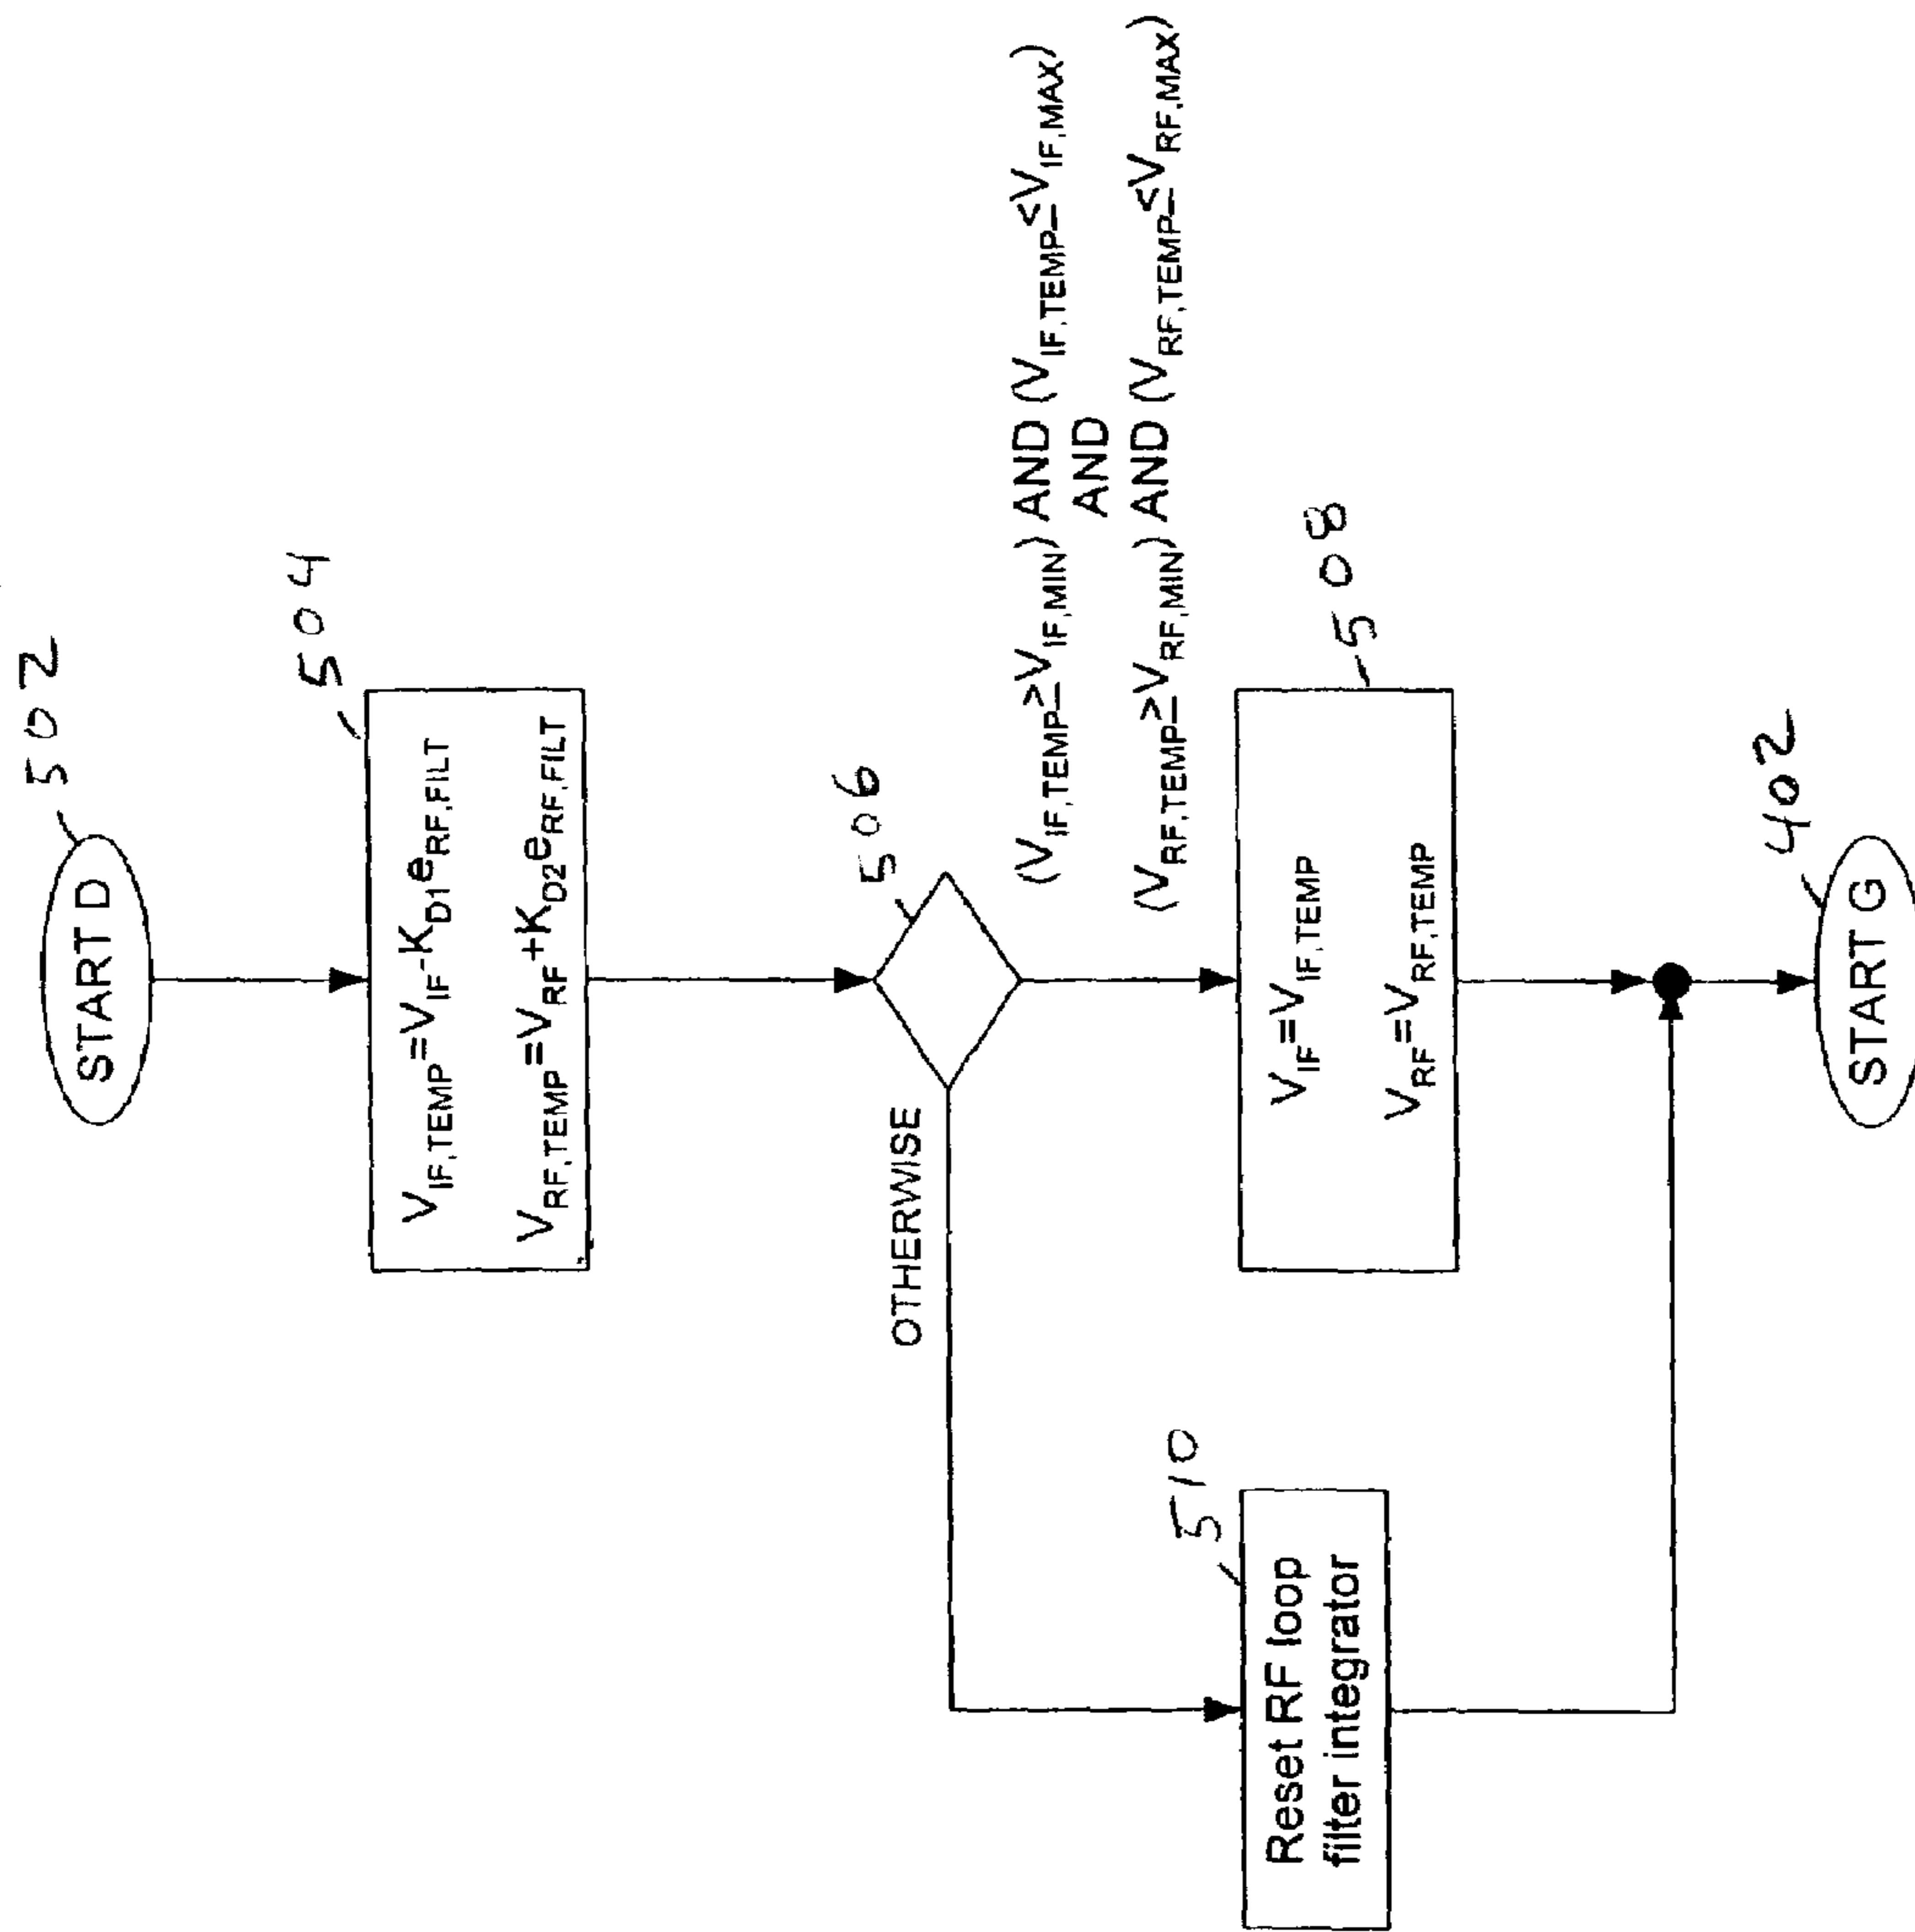 502
START D
504
V_IF,TEMP=V_IF-K_D1e_RF,FILT
V_RF,TEMP=V_RF+K_D2e_RF,FILT
506
OTHERWISE
(V_IF,TEMP≥V_IF,MIN) AND (V_IF,TEMP≤V_IF,MAX)
AND
(V_RF,TEMP≥V_RF,MIN) AND (V_RF,TEMP≤V_RF,MAX)
510
Reset RF loop
filter integrator
508
V_IF=V_IF,TEMP
V_RF=V_RF,TEMP
402
START G